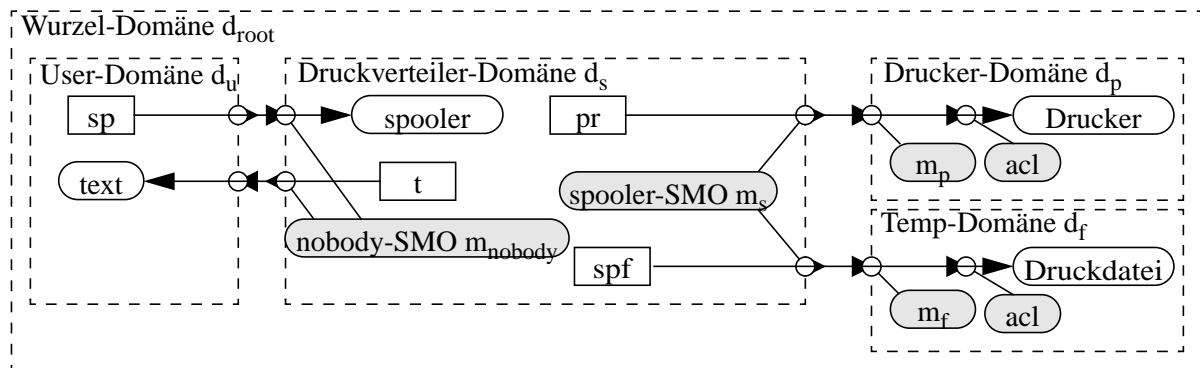 Wurzel-Domäne d_root
User-Domäne d_u
Druckverteiler-Domäne d_s
Drucker-Domäne d_p
sp
spooler
pr
Drucker
m_p
acl
text
t
spooler-SMO m_s
nobody-SMO m_nobody
Temp-Domäne d_f
spf
Druckdatei
m_f
acl